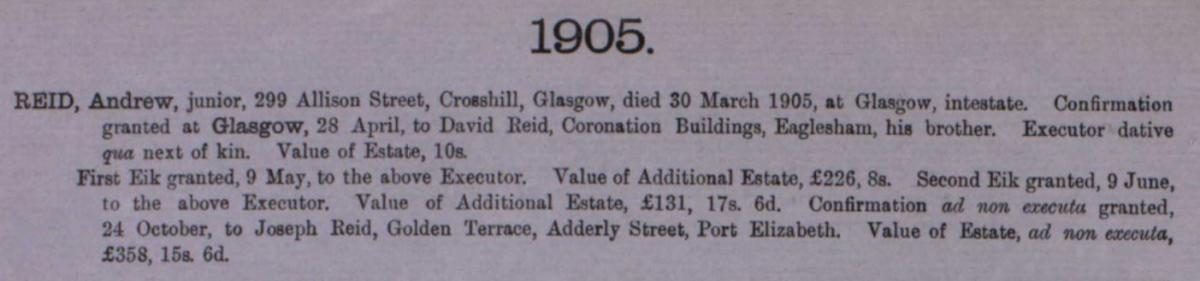 1905.
REID, Andrew, junior, 299 Allison Street, Crosshill, Glasgow, died 30 March 1905, at Glasgow, intestate. Confirmation
granted at Glasgow, 28 April, to David Reid, Coronation Buildings, Eaglesham, his brother. Executor dative
qua next of kin. Value of Estate, 10s.
First Eik granted, 9 May, to the above Executor. Value of Additional Estate, £226, 8s. Second Eik granted, 9 June,
to the above Executor. Value of Additional Estate, £131, 17s. 6d. Confirmation ad non executa granted,
24 October, to Joseph Reid, Golden Terrace, Adderly Street, Port Elizabeth. Value of Estate, ad non executa,
£358, 15s. 6d.